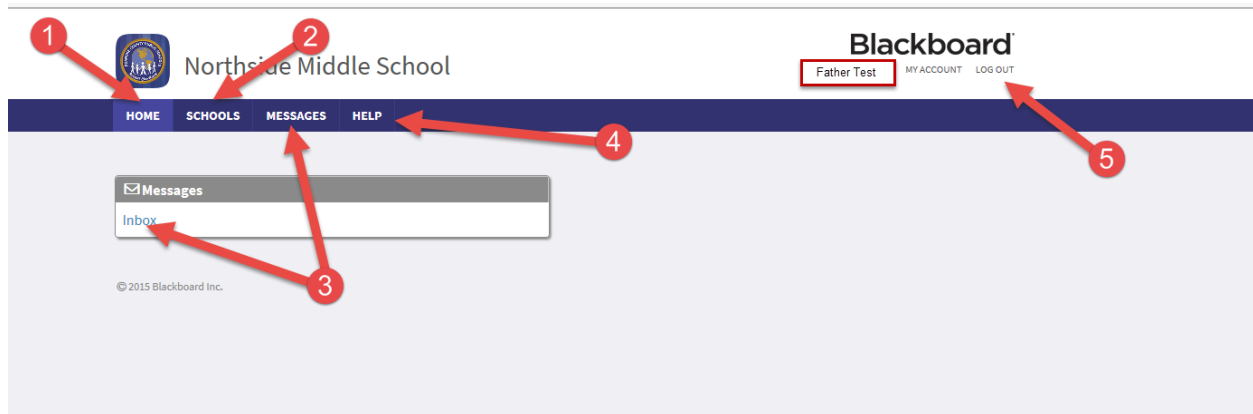 1
2
Blackboard
Northside Middle School
Father Test MY ACCOUNT LOG OUT
HOME SCHOOLS MESSAGES HELP
4
5
Messages
Inbox
3
© 2015 Blackboard Inc.